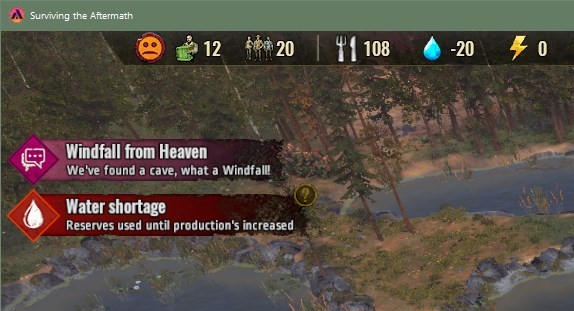 Surviving the Aftermath
12 20 108 -20 0
Windfall from Heaven
We've found a cave, what a Windfall!
Water shortage
Reserves used until production's increased